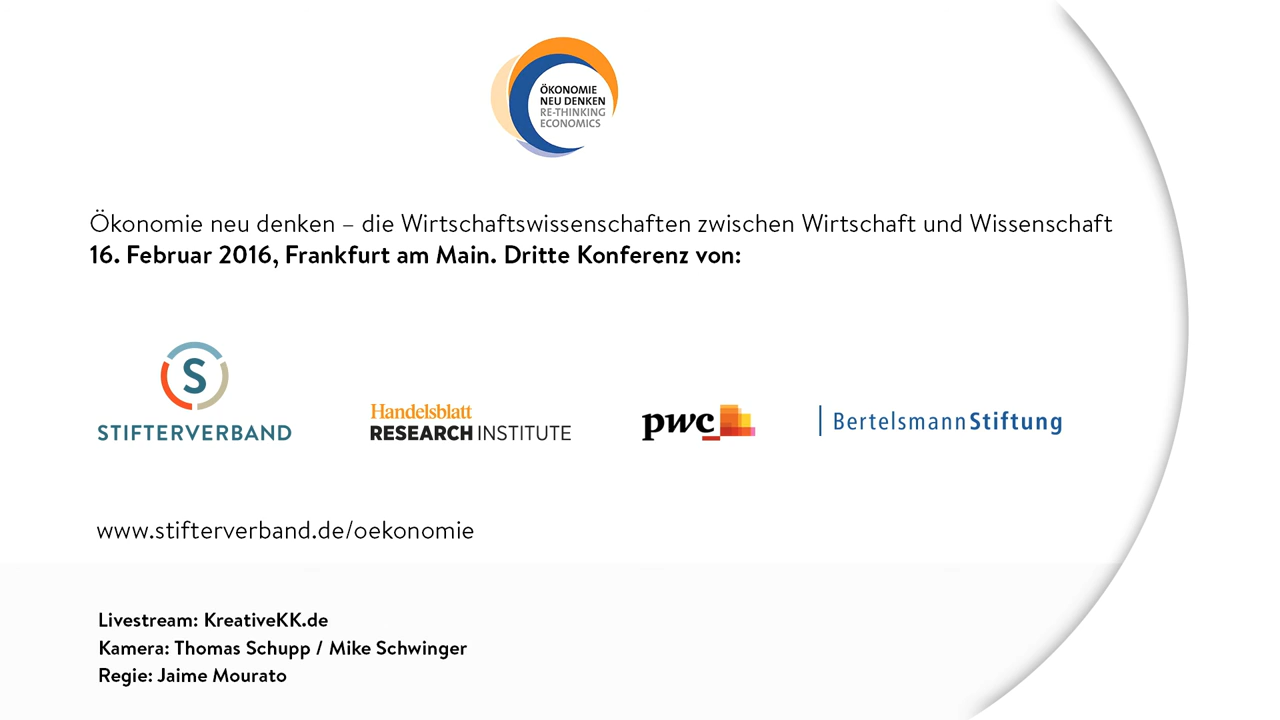 ÖKONOMIE
NEU DENKEN
RE-THINKING
ECONOMICS
Ökonomie neu denken – die Wirtschaftswissenschaften zwischen Wirtschaft und Wissenschaft
16. Februar 2016, Frankfurt am Main. Dritte Konferenz von:
S
STIFTERVERBAND
Handelsblatt
RESEARCH INSTITUTE
pwc
BertelsmannStiftung
www.stifterverband.de/oekonomie
Livestream: KreativeKK.de
Kamera: Thomas Schupp / Mike Schwinger
Regie: Jaime Mourato